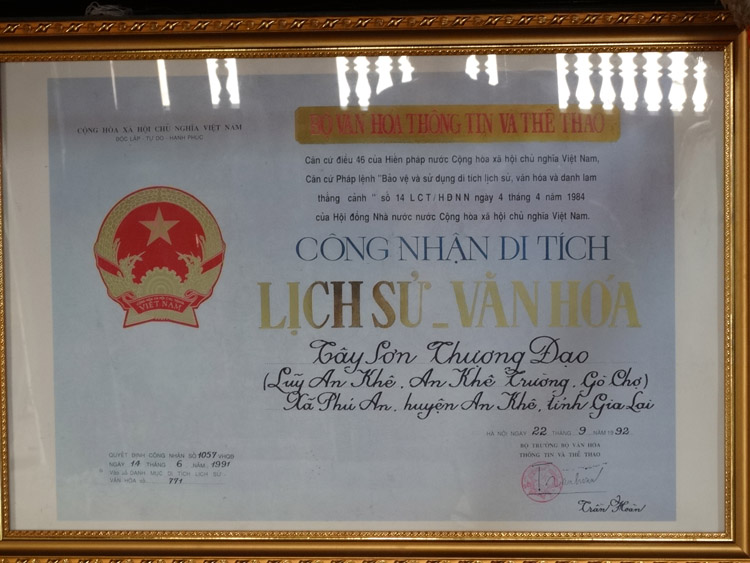 CỘNG HÒA XÃ HỘI CHỦ NGHĨA VIỆT NAM
ĐỘC LẬP - TỰ DO - HẠNH PHÚC
BỘ VĂN HÓA THÔNG TIN VÀ THỂ THAO
Căn cứ điều 46 của Hiến pháp nước Cộng hòa xã hội chủ nghĩa Việt Nam,
Căn cứ Pháp lệnh "Bảo vệ và sử dụng di tích lịch sử, văn hóa và danh lam
thắng cảnh" số 14 LCT/HĐNN ngày 4 tháng 4 năm 1984
của Hội đồng Nhà nước nước Cộng hòa xã hội chủ nghĩa Việt Nam.
CÔNG NHẬN DI TÍCH
LỊCH SỬ _ VĂN HÓA
Tây Sơn Thượng Đạo
(Luỹ An Khê, An Khê Trường, Gò Chợ)
Xã Phú An, huyện An Khê, tỉnh Gia Lai
VIỆT NAM
HÀ NỘI NGÀY 22 THÁNG 9 NĂM 1992
BỘ TRƯỞNG BỘ VĂN HÓA
THÔNG TIN VÀ THỂ THAO
Trần Hoàn
QUYẾT ĐỊNH CÔNG NHẬN SỐ 1057 VHQĐ
NGÀY 14 THÁNG 6 NĂM 1991
VÀO SỔ DANH MỤC DI TÍCH LỊCH SỬ
VĂN HÓA số 771